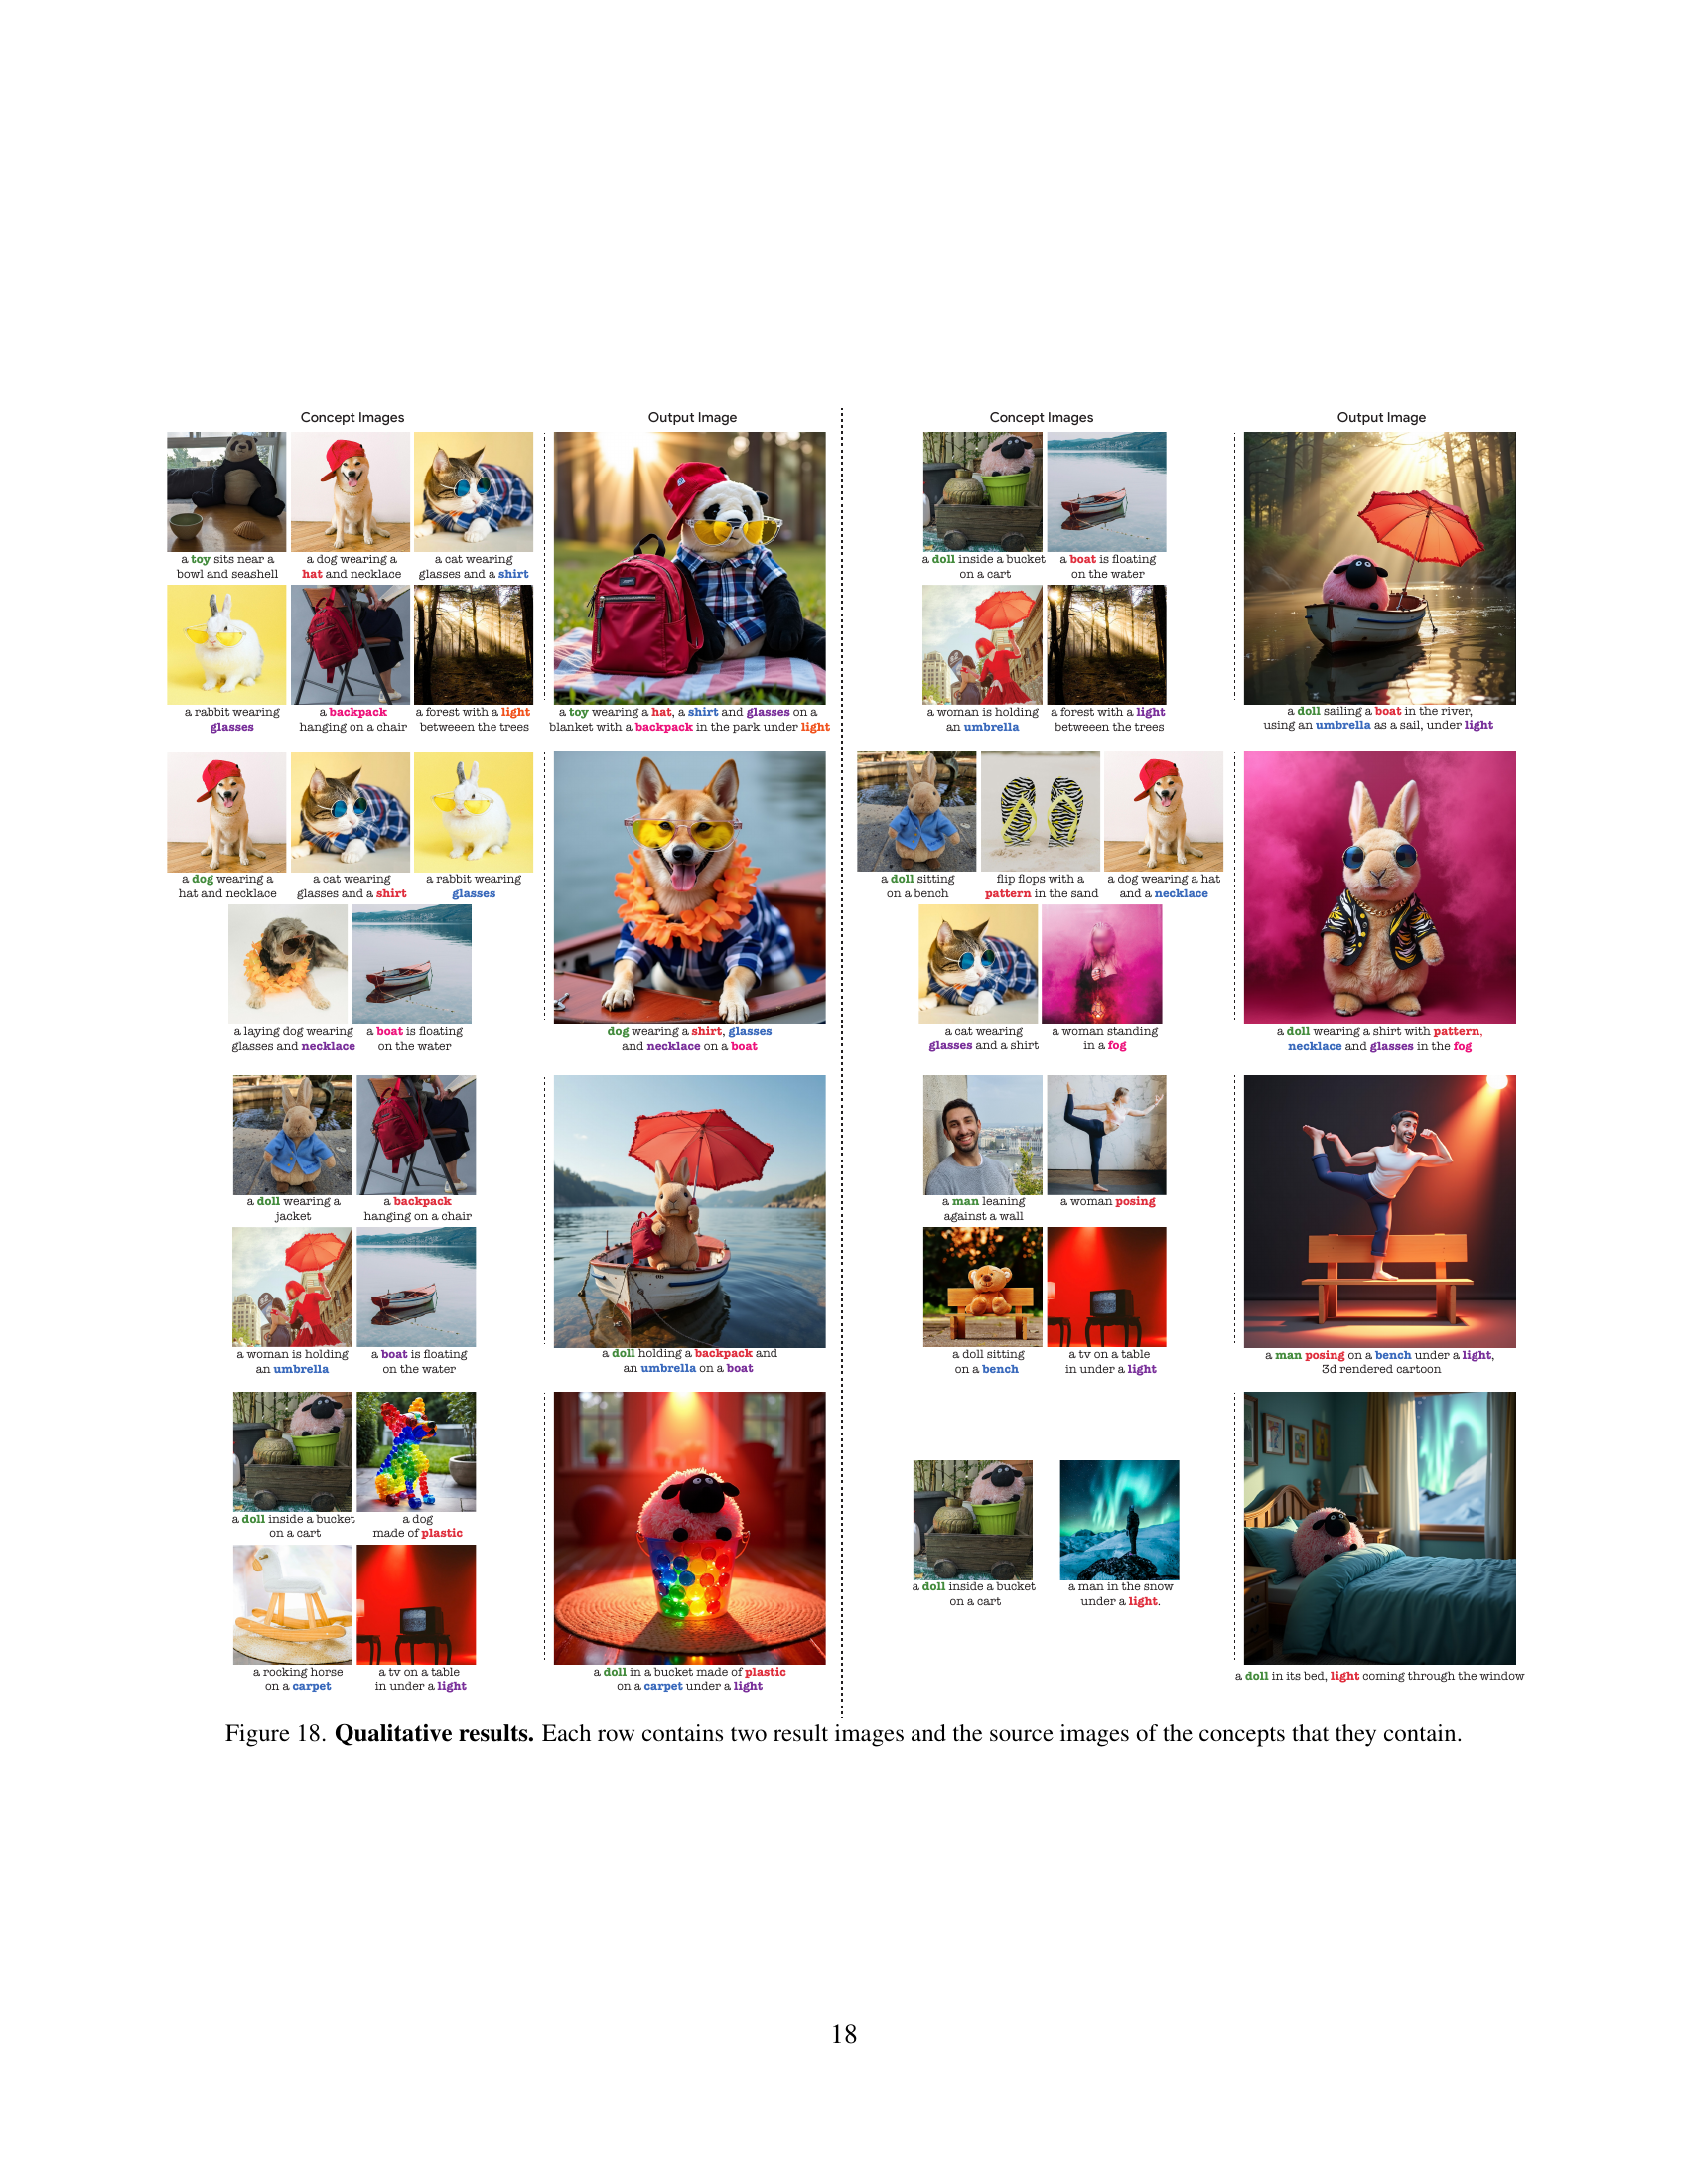 Concept Images
Output Image
a toy sits near a
bowl and seashell
a dog wearing a
hat and necklace
a cat wearing
glasses and a shirt
a rabbit wearing
glasses
a backpack
hanging on a chair
a forest with a light
betweeen the trees
a toy wearing a hat, a shirt and glasses on a
blanket with a backpack in the park under light
a dog wearing a
hat and necklace
a cat wearing
glasses and a shirt
a rabbit wearing
glasses
a laying dog wearing
glasses and necklace
a boat is floating
on the water
dog wearing a shirt, glasses
and necklace on a boat
a doll wearing a
jacket
a backpack
hanging on a chair
a woman is holding
an umbrella
a boat is floating
on the water
a doll holding a backpack and
an umbrella on a boat
a doll inside a bucket
on a cart
a dog
made of plastic
a rocking horse
on a carpet
a tv on a table
in under a light
a doll in a bucket made of plastic
on a carpet under a light
Concept Images
Output Image
a doll inside a bucket
on a cart
a boat is floating
on the water
a woman is holding
an umbrella
a forest with a light
betweeen the trees
a doll sailing a boat in the river,
using an umbrella as a sail, under light
a doll sitting
on a bench
flip flops with a
pattern in the sand
a dog wearing a hat
and a necklace
a cat wearing
glasses and a shirt
a woman standing
in a fog
a doll wearing a shirt with pattern,
necklace and glasses in the fog
a man leaning
against a wall
a woman posing
a doll sitting
on a bench
a tv on a table
in under a light
a man posing on a bench under a light,
3d rendered cartoon
a doll inside a bucket
on a cart
a man in the snow
under a light.
a doll in its bed, light coming through the window
Figure 18. Qualitative results. Each row contains two result images and the source images of the concepts that they contain.
18